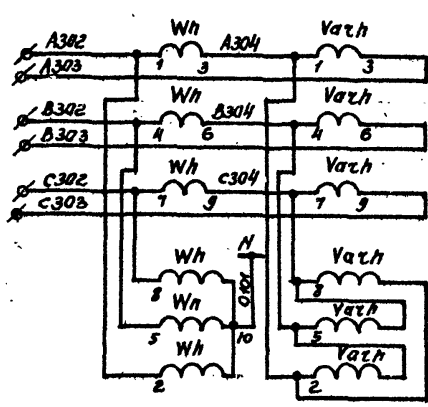 Wh Varh
A302 A304
1 3 1 3
A303
Wh Varh
B302 B304
4 6 4 6
B303
Wh Varh
C302 C304
7 9 7 9
C303
Wh N Varh
8 0101 8
Wh Varh
5 10 5
Wh Varh
2 2